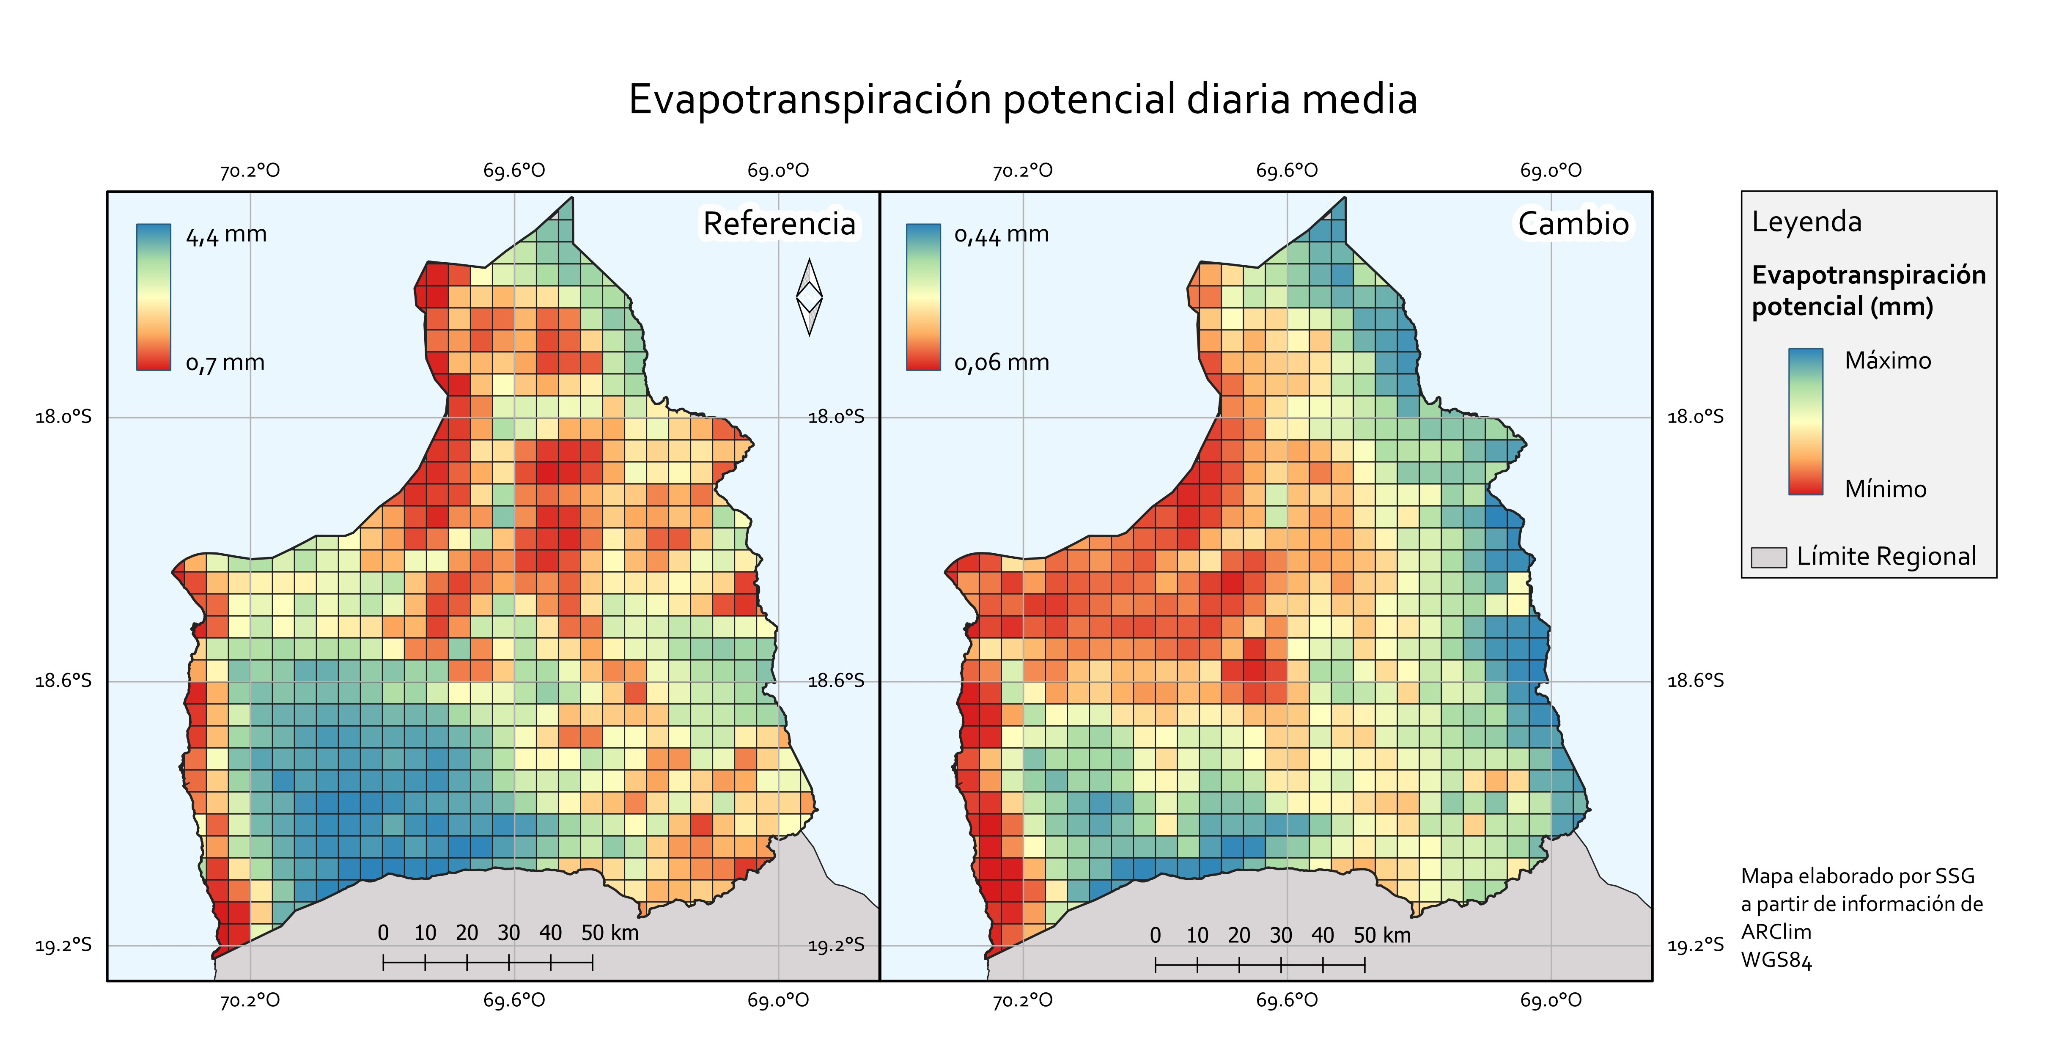 Evapotranspiración potencial diaria media
70.2°O 69.6°O 69.0°O 70.2°O 69.6°O 69.0°O
4,4 mm
0,7 mm
Referencia
0,44 mm
0,06 mm
Cambio
18.0°S 18.0°S 18.0°S
18.6°S 18.6°S 18.6°S
19.2°S 19.2°S 19.2°S
0 10 20 30 40 50 km
0 10 20 30 40 50 km
70.2°O 69.6°O 69.0°O 70.2°O 69.6°O 69.0°O
Leyenda
Evapotranspiración
potencial (mm)
Máximo
Mínimo
Límite Regional
Mapa elaborado por SSG
a partir de información de
ARClim
WGS84